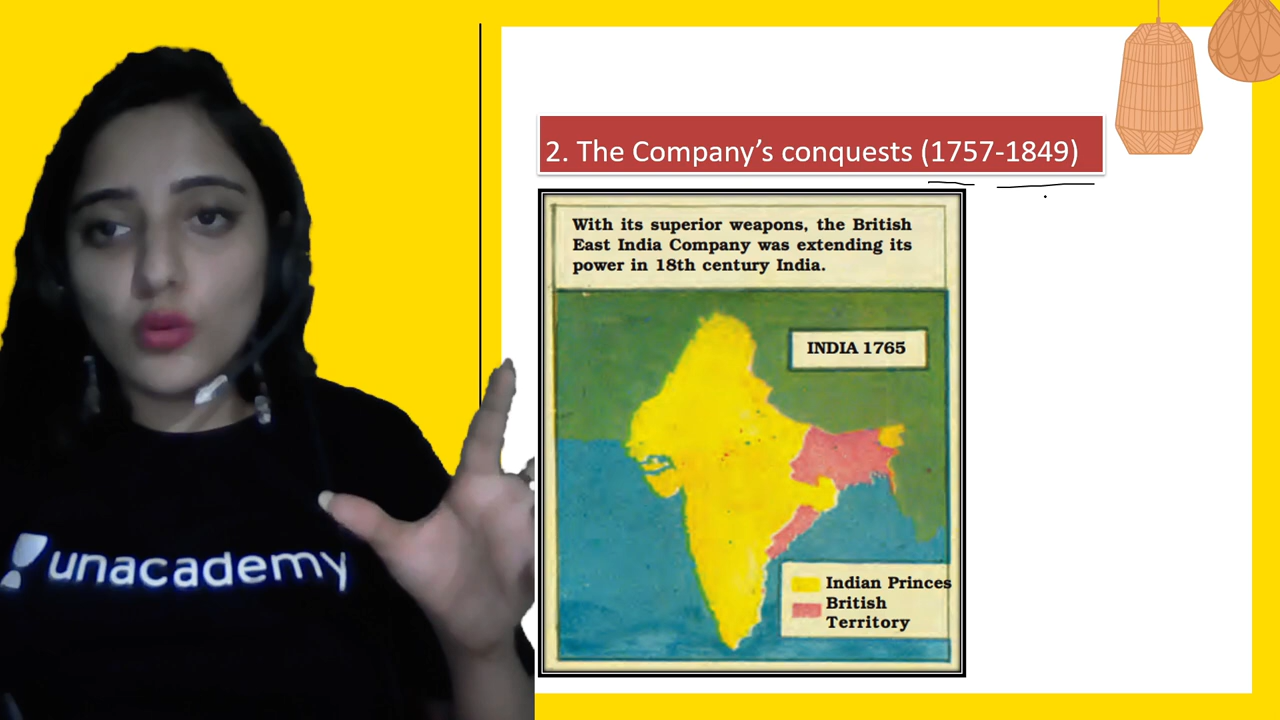 unacademy
2. The Company’s conquests (1757-1849)
With its superior weapons, the British
East India Company was extending its
power in 18th century India.
INDIA 1765
Indian Princes
British
Territory